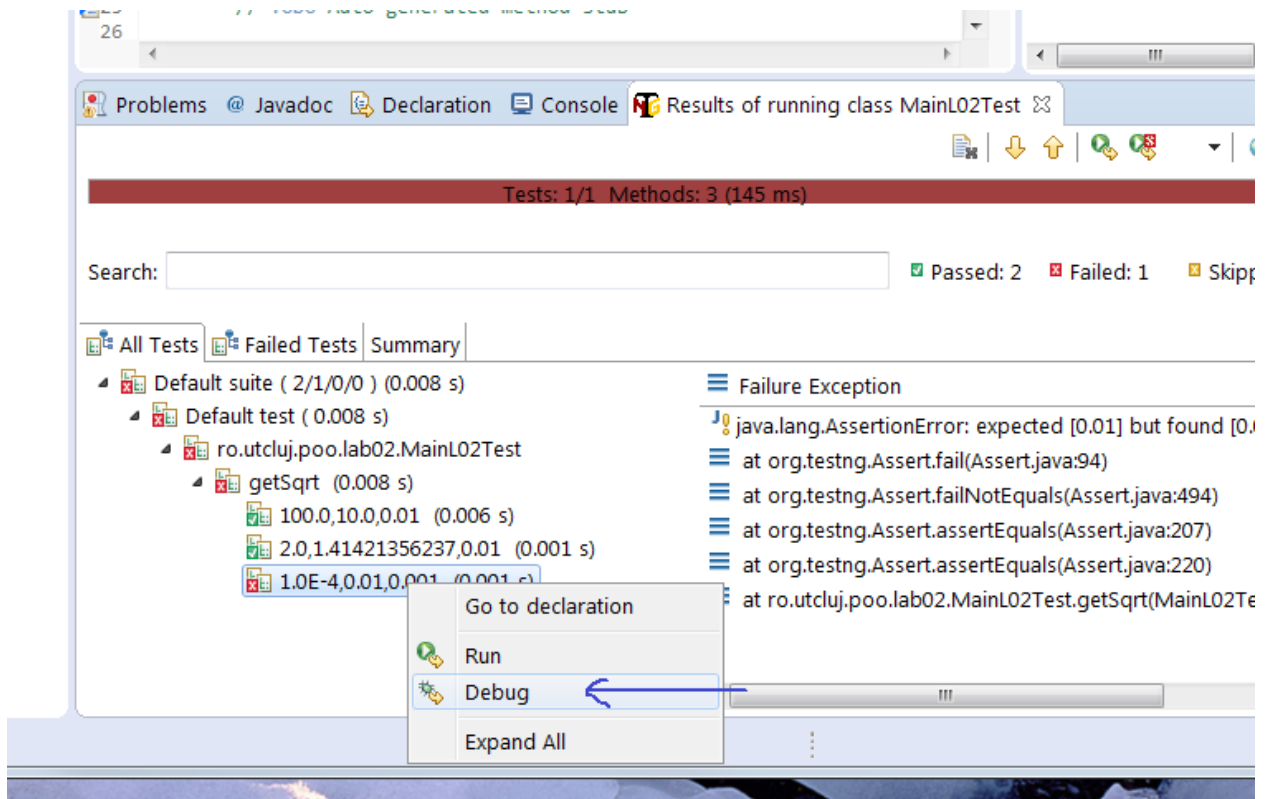 26
Problems @ Javadoc Declaration Console Results of running class MainL02Test
Tests: 1/1 Methods: 3 (145 ms)
Search: Passed: 2 Failed: 1
All Tests Failed Tests Summary
Default suite ( 2/1/0/0 ) (0.008 s)
Default test ( 0.008 s)
ro.utcluj.poo.lab02.MainL02Test
getSqrt (0.008 s)
100.0,10.0,0.01 (0.006 s)
2.0,1.41421356237,0.01 (0.001 s)
1.0E-4,0.01,0.001 (0.001 s)
Failure Exception
java.lang.AssertionError: expected [0.01] but found [0.
at org.testng.Assert.fail(Assert.java:94)
at org.testng.Assert.failNotEquals(Assert.java:494)
at org.testng.Assert.assertEquals(Assert.java:207)
at org.testng.Assert.assertEquals(Assert.java:220)
at ro.utcluj.poo.lab02.MainL02Test.getSqrt(MainL02Te
Go to declaration
Run
Debug
Expand All